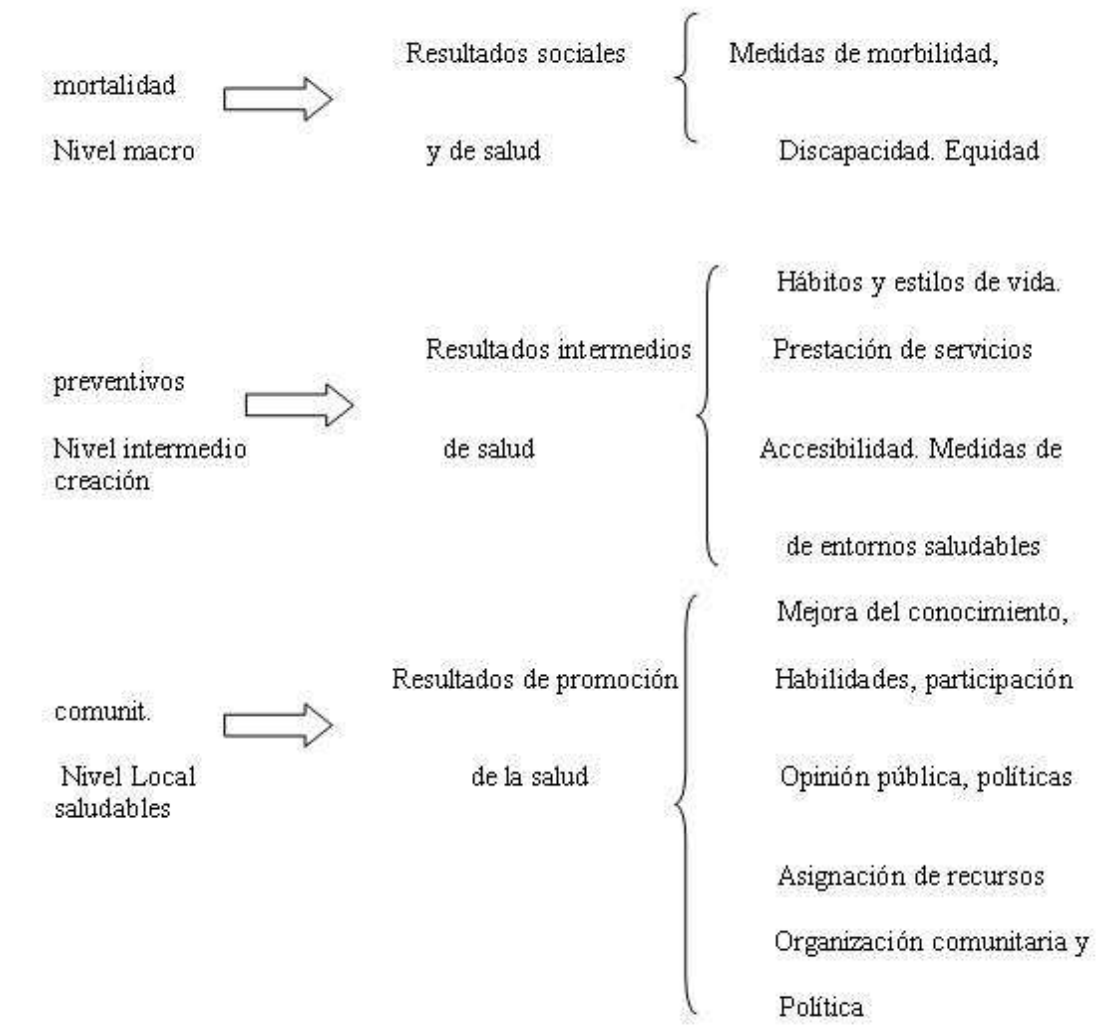 Resultados sociales Medidas de morbilidad,
mortalidad
Nivel macro y de salud Discapacidad. Equidad
Hábitos y estilos de vida.
Resultados intermedios Prestación de servicios
preventivos
Nivel intermedio de salud Accesibilidad. Medidas de
creación
de entornos saludables
Mejora del conocimiento,
Resultados de promoción Habilidades, participación
comunit.
Nivel Local de la salud Opinión pública, políticas
saludables
Asignación de recursos
Organización comunitaria y
Política